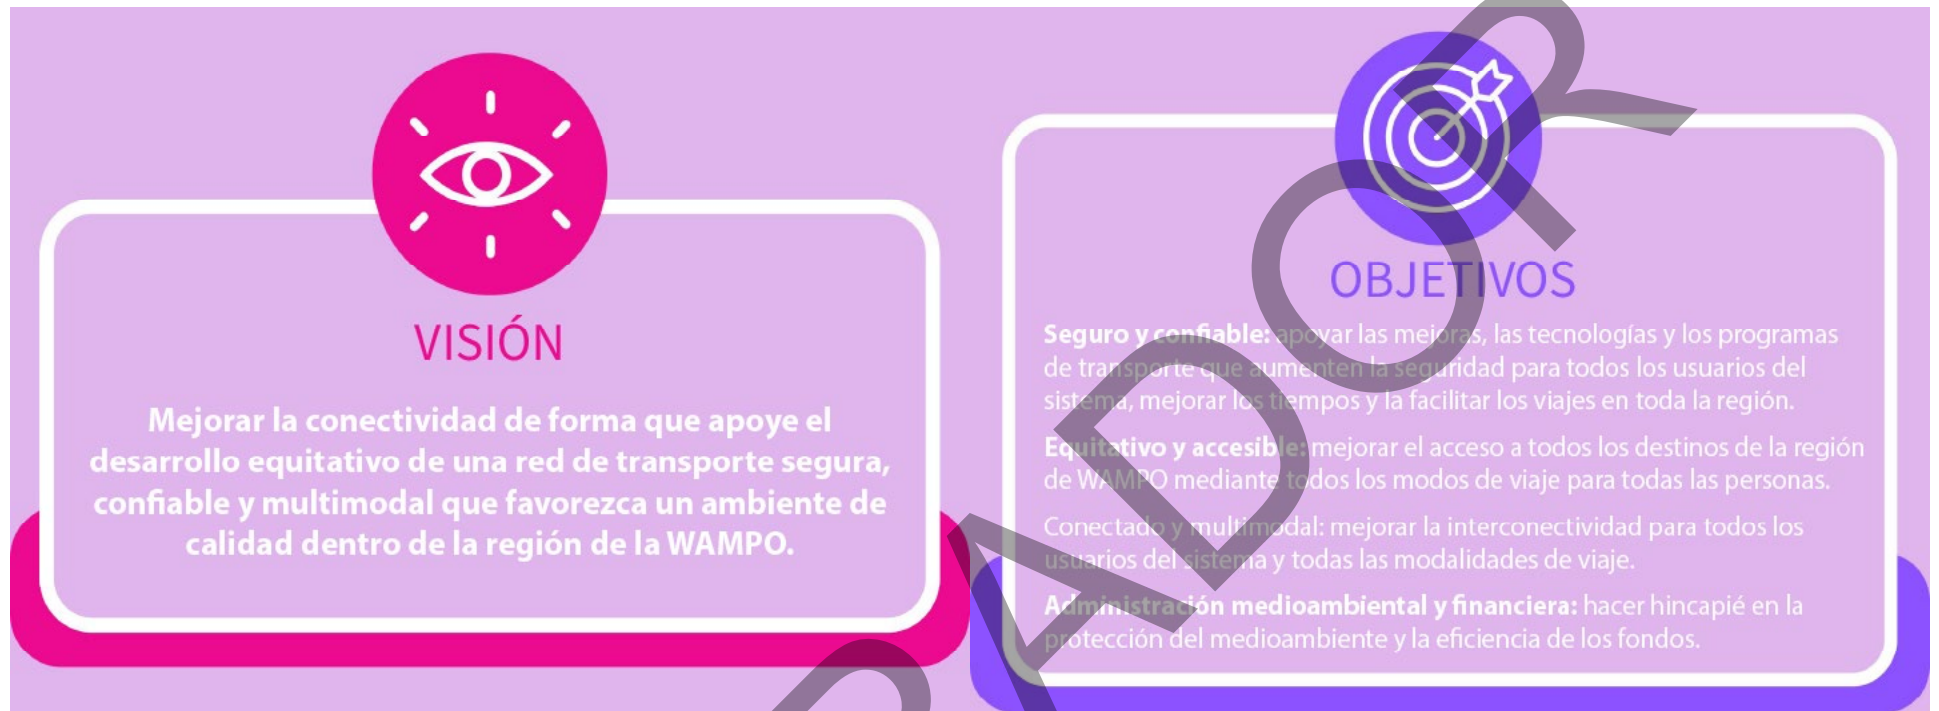 VISIÓN
Mejorar la conectividad de forma que apoye el
desarrollo equitativo de una red de transporte segura,
confiable y multimodal que favorezca un ambiente de
calidad dentro de la región de la WAMPO.
OBJETIVOS
Seguro y confiable: apoyar las mejoras, las tecnologías y los programas
de transporte que aumenten la seguridad para todos los usuarios del
sistema, mejorar los tiempos y la facilitar los viajes en toda la región.
Equitativo y accesible: mejorar el acceso a todos los destinos de la región
de WAMPO mediante todos los modos de viaje para todas las personas.
Conectado y multimodal: mejorar la interconectividad para todos los
usuarios del sistema y todas las modalidades de viaje.
Administración medioambiental y financiera: hacer hincapié en la
protección del medioambiente y la eficiencia de los fondos.
RADOR